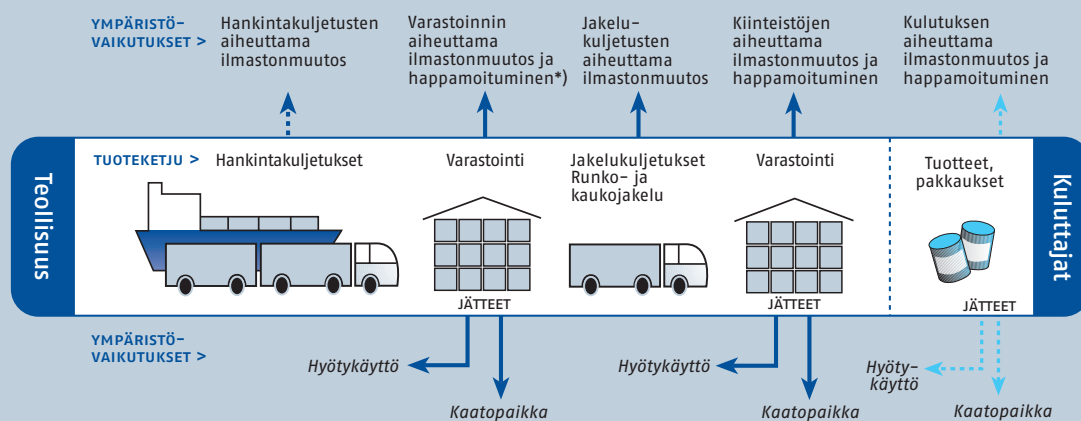 YMPÄRISTÖ-
VAIKUTUKSET >
Hankintakuljetusten
aiheuttama
ilmastonmuutos
Varastoinnin
aiheuttama
ilmastonmuutos ja
happamoituminen*)
Jakelu-
kuljetusten
aiheuttama
ilmastonmuutos
Kiinteistöjen
aiheuttama
ilmastonmuutos ja
happamoituminen
Kulutuksen
aiheuttama
ilmastonmuutos ja
happamoituminen
Teollisuus
TUOTEKETJU >
Hankintakuljetukset
Varastointi
Jakelukuljetukset
Runko- ja
kaukojakelu
Varastointi
Tuotteet,
pakkaukset
Kuluttajat
JÄTTEET
JÄTTEET
JÄTTEET
YMPÄRISTÖ-
VAIKUTUKSET >
Hyötykäyttö
Kaatopaikka
Hyötykäyttö
Kaatopaikka
Hyöty-
käyttö
Kaatopaikka